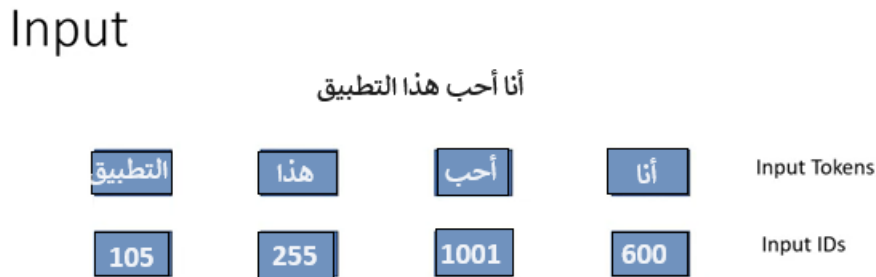 Input
أنا أحب هذا التطبيق
أنا أحب هذا التطبيق Input Tokens
600 1001 255 105 Input IDs